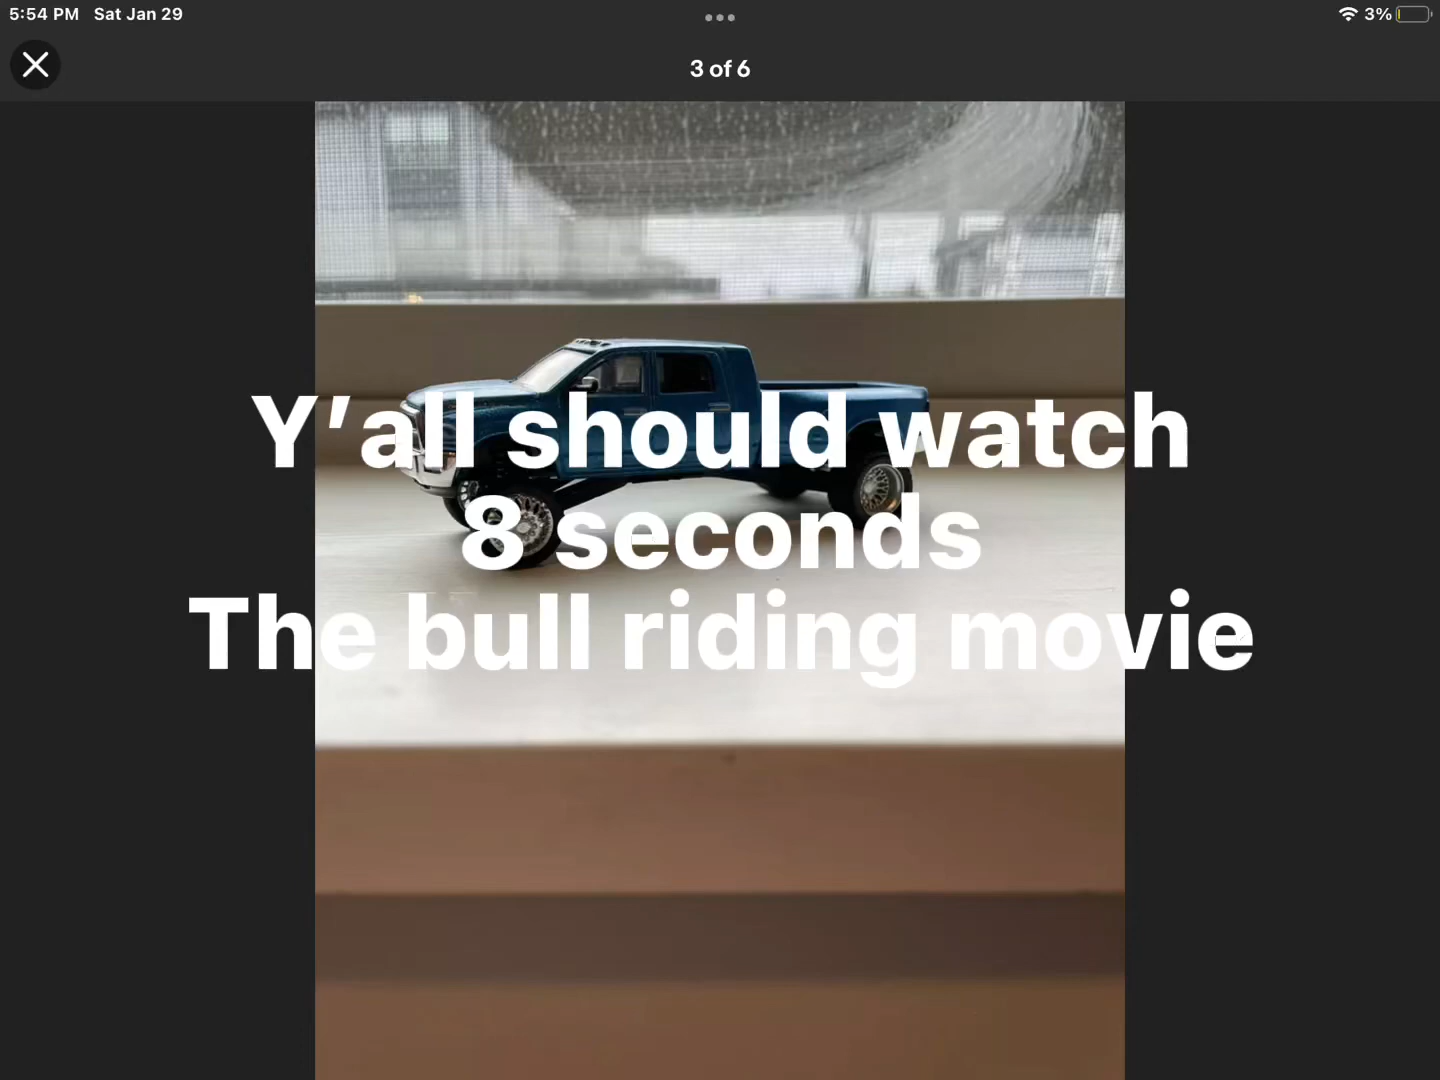 5:54 PM Sat Jan 29
3%
3 of 6
Y’all should watch
8 seconds
The bull riding movie